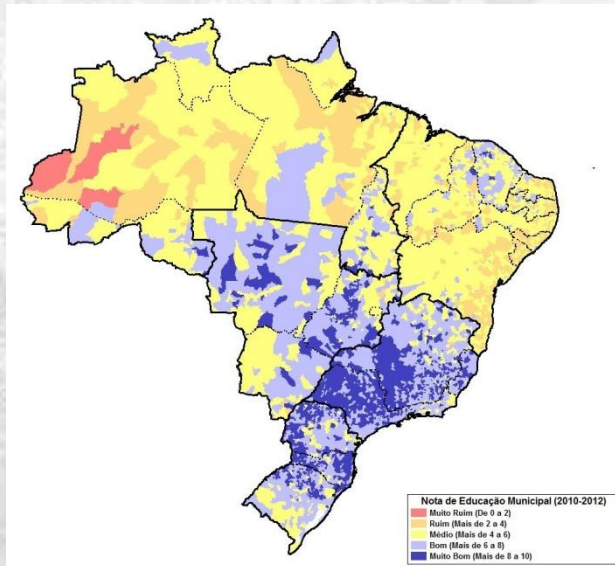 Nota de Educação Municipal (2010-2012)
Muito Ruim (De 0 a 2)
Ruim (Mais de 2 a 4)
Médio (Mais de 4 a 6)
Bom (Mais de 6 a 8)
Muito Bom (Mais de 8 a 10)